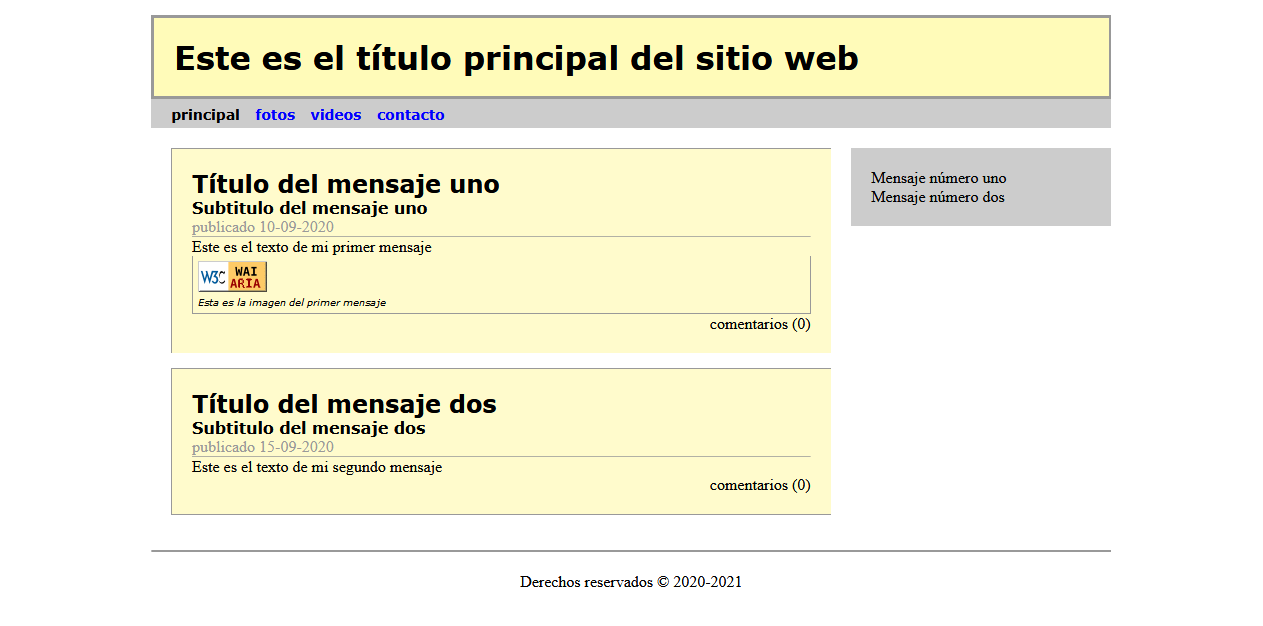 Este es el título principal del sitio web
principal fotos videos contacto
Título del mensaje uno
Subtitulo del mensaje uno
publicado 10-09-2020
Este es el texto de mi primer mensaje
W3C WAI
ARIA
Esta es la imagen del primer mensaje
comentarios (0)
Título del mensaje dos
Subtitulo del mensaje dos
publicado 15-09-2020
Este es el texto de mi segundo mensaje
comentarios (0)
Mensaje número uno
Mensaje número dos
Derechos reservados © 2020-2021